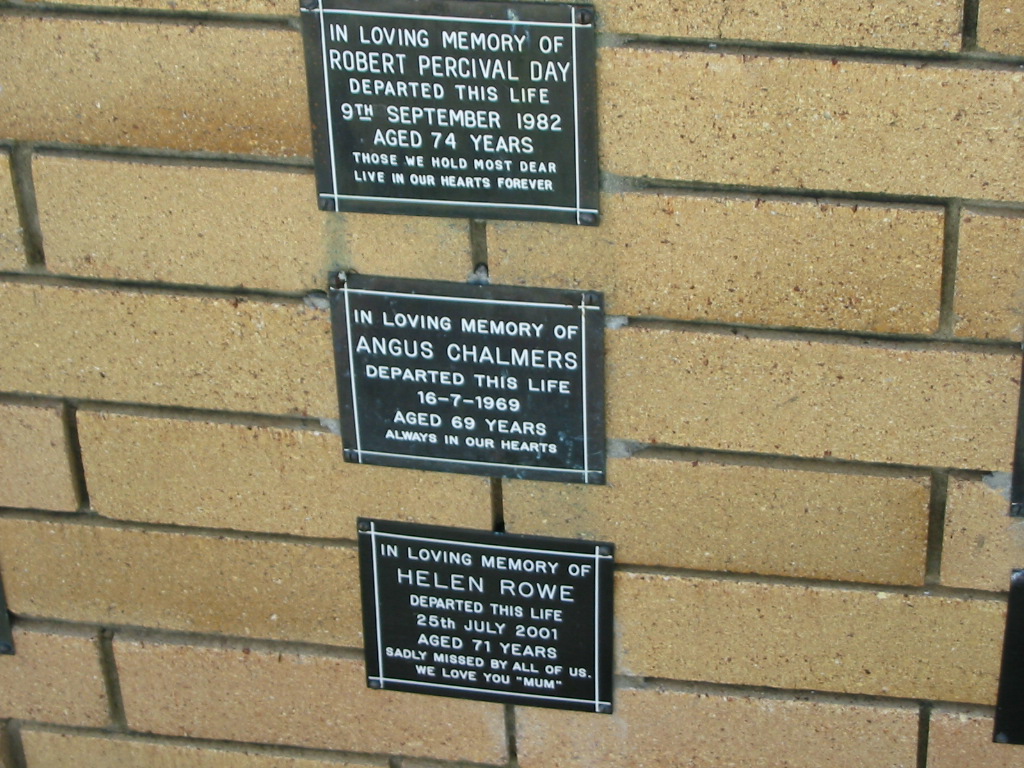 IN LOVING MEMORY OF
ROBERT PERCIVAL DAY
DEPARTED THIS LIFE
9TH SEPTEMBER 1982
AGED 74 YEARS
THOSE WE HOLD MOST DEAR
LIVE IN OUR HEARTS FOREVER
IN LOVING MEMORY OF
ANGUS CHALMERS
DEPARTED THIS LIFE
16-7-1969
AGED 69 YEARS
ALWAYS IN OUR HEARTS
IN LOVING MEMORY OF
HELEN ROWE
DEPARTED THIS LIFE
25th JULY 2001
AGED 71 YEARS
SADLY MISSED BY ALL OF US.
WE LOVE YOU "MUM"